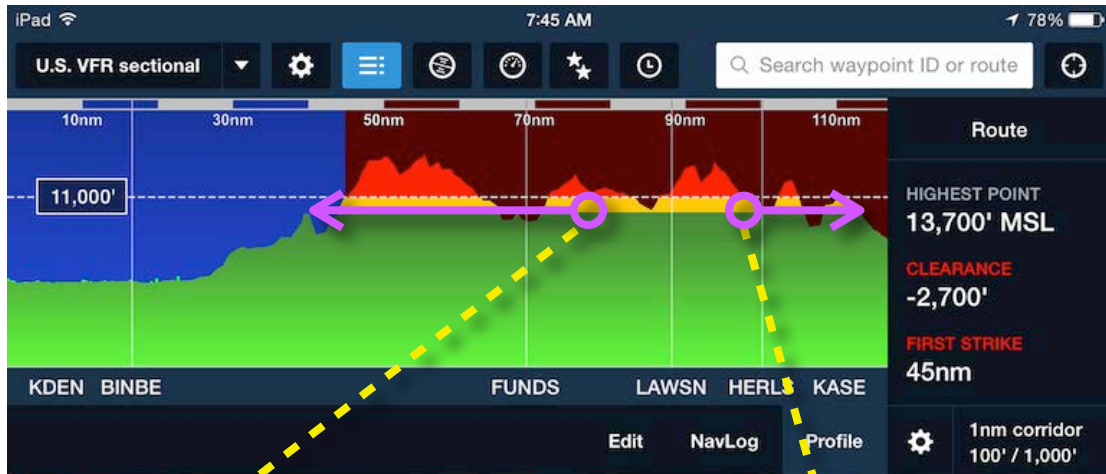 iPad 7:45 AM 78%
U.S. VFR sectional Search waypoint ID or route
10nm 30nm 50nm 70nm 90nm 110nm
11,000'
Route
HIGHEST POINT
13,700' MSL
CLEARANCE
-2,700'
FIRST STRIKE
45nm
KDEN BINBE FUNDS LAWSN HERLS KASE
Edit NavLog Profile
1nm corridor
100' / 1,000'